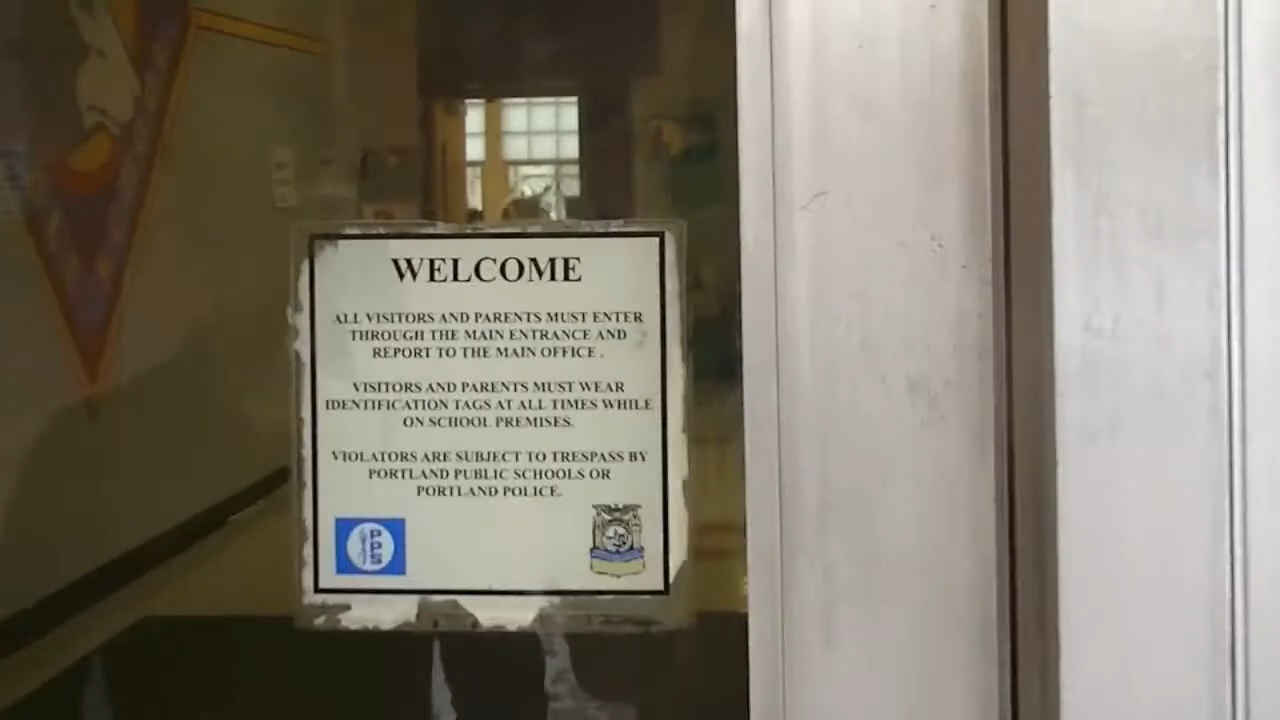 WELCOME
ALL VISITORS AND PARENTS MUST ENTER
THROUGH THE MAIN ENTRANCE AND
REPORT TO THE MAIN OFFICE .
VISITORS AND PARENTS MUST WEAR
IDENTIFICATION TAGS AT ALL TIMES WHILE
ON SCHOOL PREMISES.
VIOLATORS ARE SUBJECT TO TRESPASS BY
PORTLAND PUBLIC SCHOOLS OR
PORTLAND POLICE.
PPS